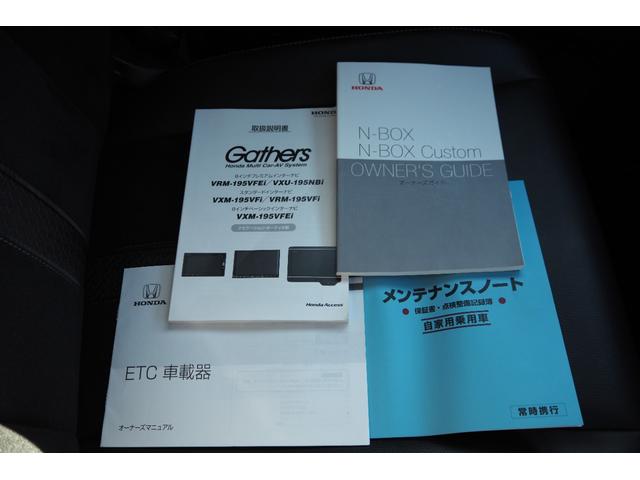 HONDA
N-BOX
N-BOX Custom
OWNER'S GUIDE
オーナーズガイド
取扱説明書
Gathers
Honda Multi Car-AV System
8インチプレミアムインターナビ
VRM-195VFEi/VXU-195NBi
スタンダードインターナビ
VXM-195VFi/VRM-195VFi
8インチベーシックインターナビ
VXM-195VFEi
Honda Access
HONDA
ETC 車載器
オーナーズマニュアル
メンテナンスノート
保証書・点検整備記録簿
自家用乗用車
常時携行